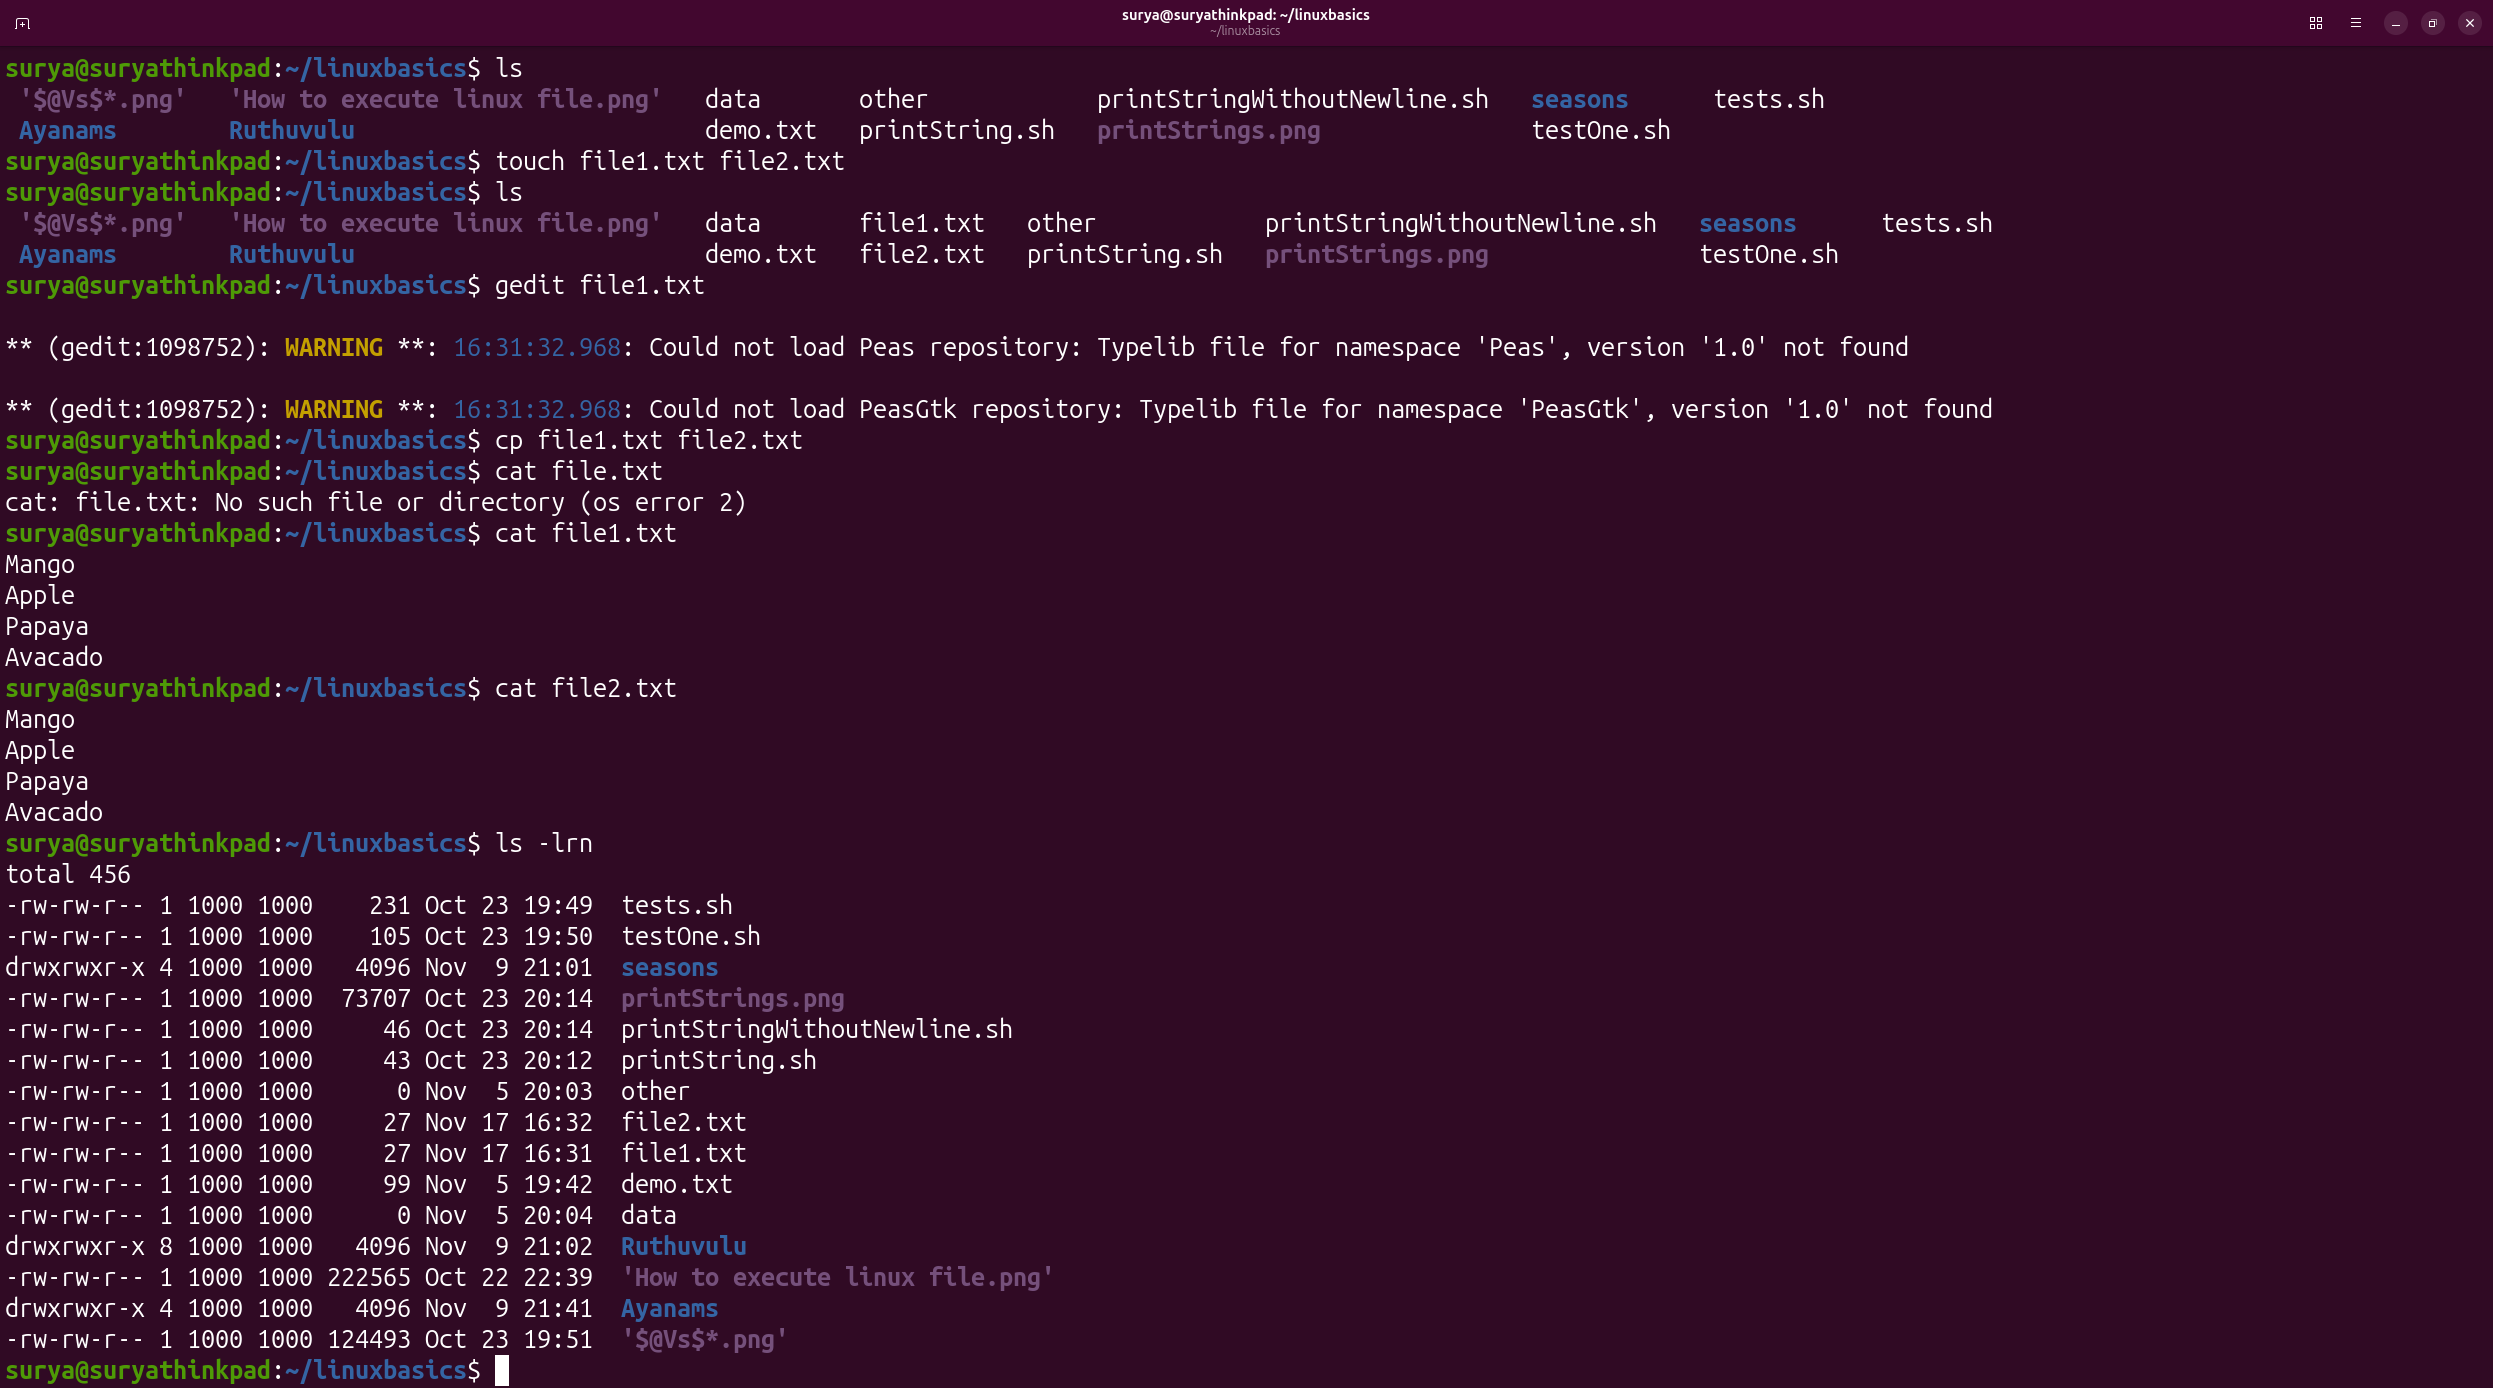 surya@suryathinkpad: ~/linuxbasics
~/linuxbasics
surya@suryathinkpad:~/linuxbasics$ ls
'$@Vs$*.png' 'How to execute linux file.png' data other printStringWithoutNewline.sh seasons tests.sh
Ayanams Ruthuvulu demo.txt printString.sh printStrings.png testOne.sh
surya@suryathinkpad:~/linuxbasics$ touch file1.txt file2.txt
surya@suryathinkpad:~/linuxbasics$ ls
'$@Vs$*.png' 'How to execute linux file.png' data file1.txt other printStringWithoutNewline.sh seasons tests.sh
Ayanams Ruthuvulu demo.txt file2.txt printString.sh printStrings.png testOne.sh
surya@suryathinkpad:~/linuxbasics$ gedit file1.txt
** (gedit:1098752): WARNING **: 16:31:32.968: Could not load Peas repository: Typelib file for namespace 'Peas', version '1.0' not found
** (gedit:1098752): WARNING **: 16:31:32.968: Could not load PeasGtk repository: Typelib file for namespace 'PeasGtk', version '1.0' not found
surya@suryathinkpad:~/linuxbasics$ cp file1.txt file2.txt
surya@suryathinkpad:~/linuxbasics$ cat file.txt
cat: file.txt: No such file or directory (os error 2)
surya@suryathinkpad:~/linuxbasics$ cat file1.txt
Mango
Apple
Papaya
Avacado
surya@suryathinkpad:~/linuxbasics$ cat file2.txt
Mango
Apple
Papaya
Avacado
surya@suryathinkpad:~/linuxbasics$ ls -lrn
total 456
-rw-rw-r-- 1 1000 1000    231 Oct 23 19:49  tests.sh
-rw-rw-r-- 1 1000 1000    105 Oct 23 19:50  testOne.sh
drwxrwxr-x 4 1000 1000   4096 Nov  9 21:01  seasons
-rw-rw-r-- 1 1000 1000  73707 Oct 23 20:14  printStrings.png
-rw-rw-r-- 1 1000 1000     46 Oct 23 20:14  printStringWithoutNewline.sh
-rw-rw-r-- 1 1000 1000     43 Oct 23 20:12  printString.sh
-rw-rw-r-- 1 1000 1000      0 Nov  5 20:03  other
-rw-rw-r-- 1 1000 1000     27 Nov 17 16:32  file2.txt
-rw-rw-r-- 1 1000 1000     27 Nov 17 16:31  file1.txt
-rw-rw-r-- 1 1000 1000     99 Nov  5 19:42  demo.txt
-rw-rw-r-- 1 1000 1000      0 Nov  5 20:04  data
drwxrwxr-x 8 1000 1000   4096 Nov  9 21:02  Ruthuvulu
-rw-rw-r-- 1 1000 1000 222565 Oct 22 22:39  'How to execute linux file.png'
drwxrwxr-x 4 1000 1000   4096 Nov  9 21:41  Ayanams
-rw-rw-r-- 1 1000 1000 124493 Oct 23 19:51  '$@Vs$*.png'
surya@suryathinkpad:~/linuxbasics$